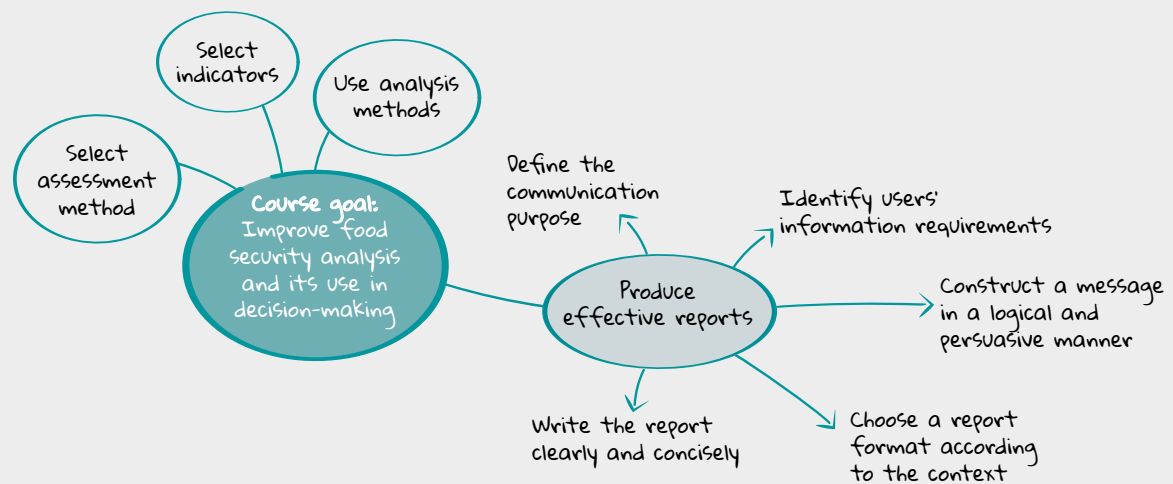 Select
indicators
Use analysis
methods
Select
assessment
method
Course goal:
Improve food
security analysis
and its use in
decision-making
Define the
communication
purpose
Identify users'
information requirements
Produce
effective reports
Construct a message
in a logical and
persuasive manner
Write the report
clearly and concisely
Choose a report
format according
to the context